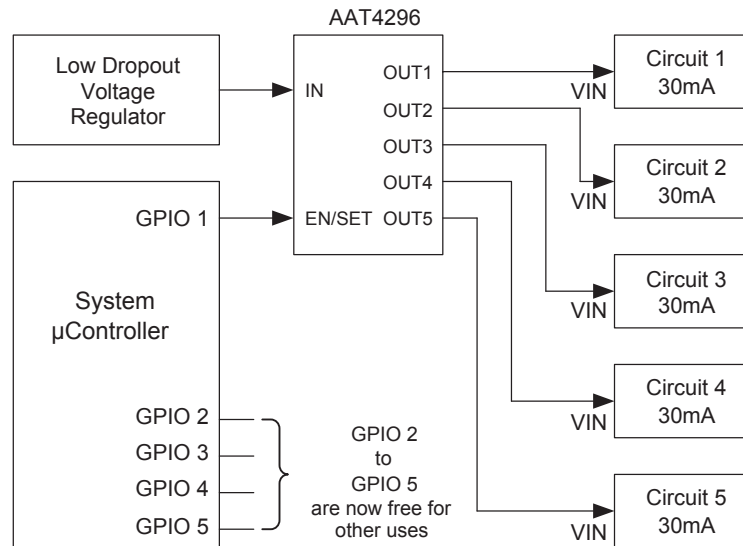 AAT4296
Low Dropout
Voltage
Regulator
IN
OUT1
OUT2
OUT3
OUT4
EN/SET OUT5
VIN
Circuit 1
30mA
VIN
Circuit 2
30mA
VIN
Circuit 3
30mA
VIN
Circuit 4
30mA
VIN
Circuit 5
30mA
GPIO 1
System
µController
GPIO 2
GPIO 3
GPIO 4
GPIO 5
GPIO 2
to
GPIO 5
are now free for
other uses